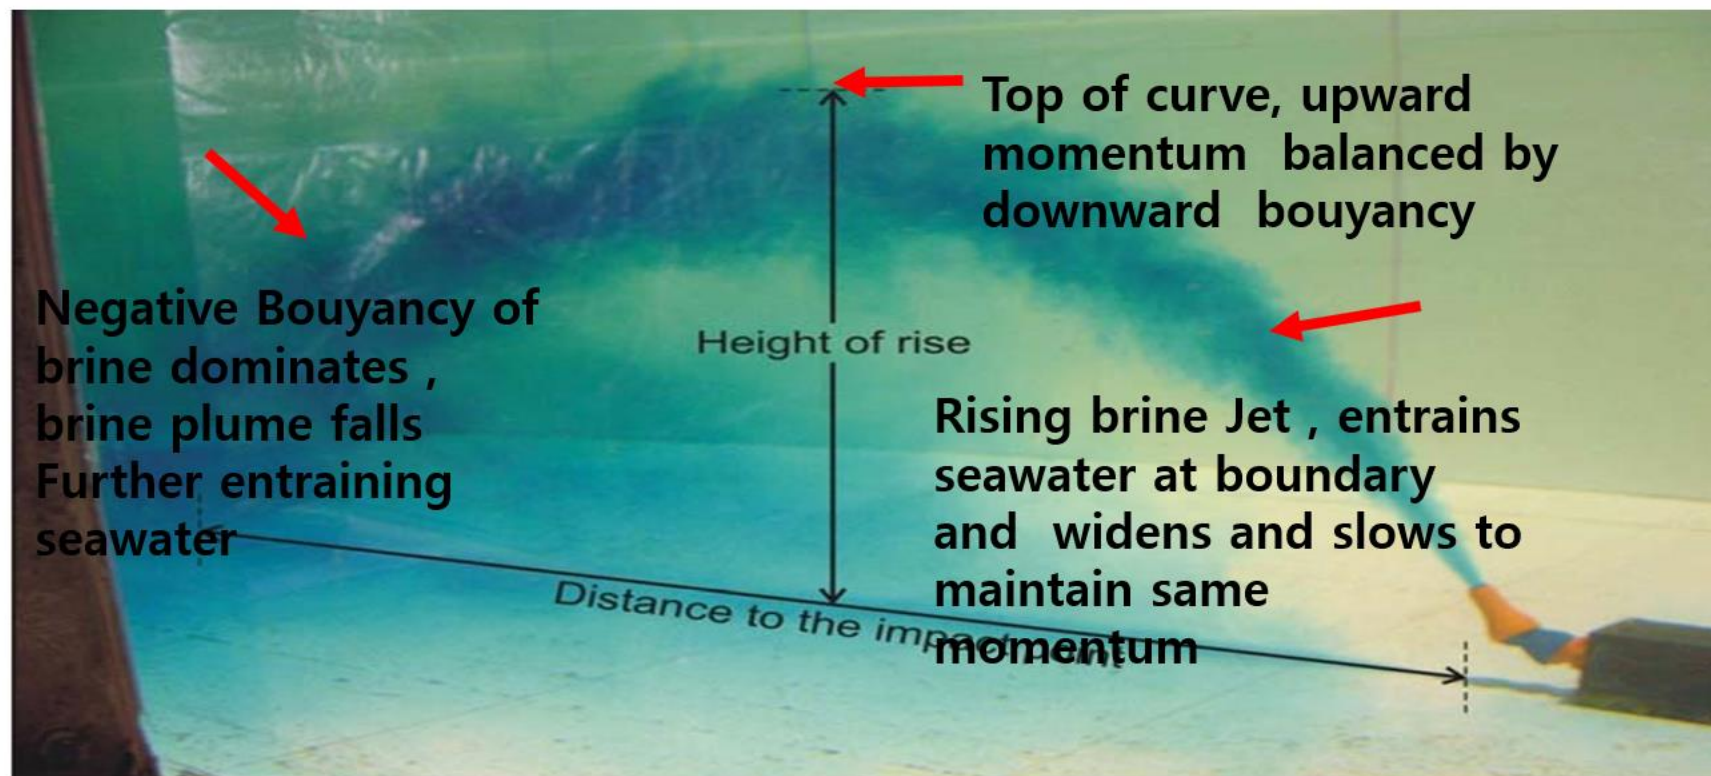 Top of curve, upward
momentum balanced by
downward bouyancy
Negative Bouyancy of
brine dominates ,
brine plume falls
Further entraining
seawater
Height of rise
Rising brine Jet , entrains
seawater at boundary
and widens and slows to
maintain same
momentum
Distance to the impact point